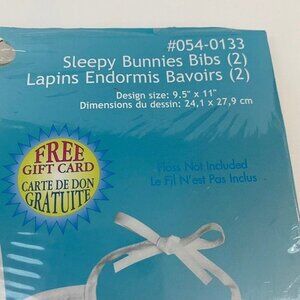 #054-0133
Sleepy Bunnies Bibs (2)
Lapins Endormis Bavoirs (2)
Design size: 9.5" x 11"
Dimensions du dessin: 24,1 x 27,9 cm
FREE
GIFT CARD
CARTE DE DON
GRATUITE
Floss Not Included
Le Fil N'est Pas Inclus